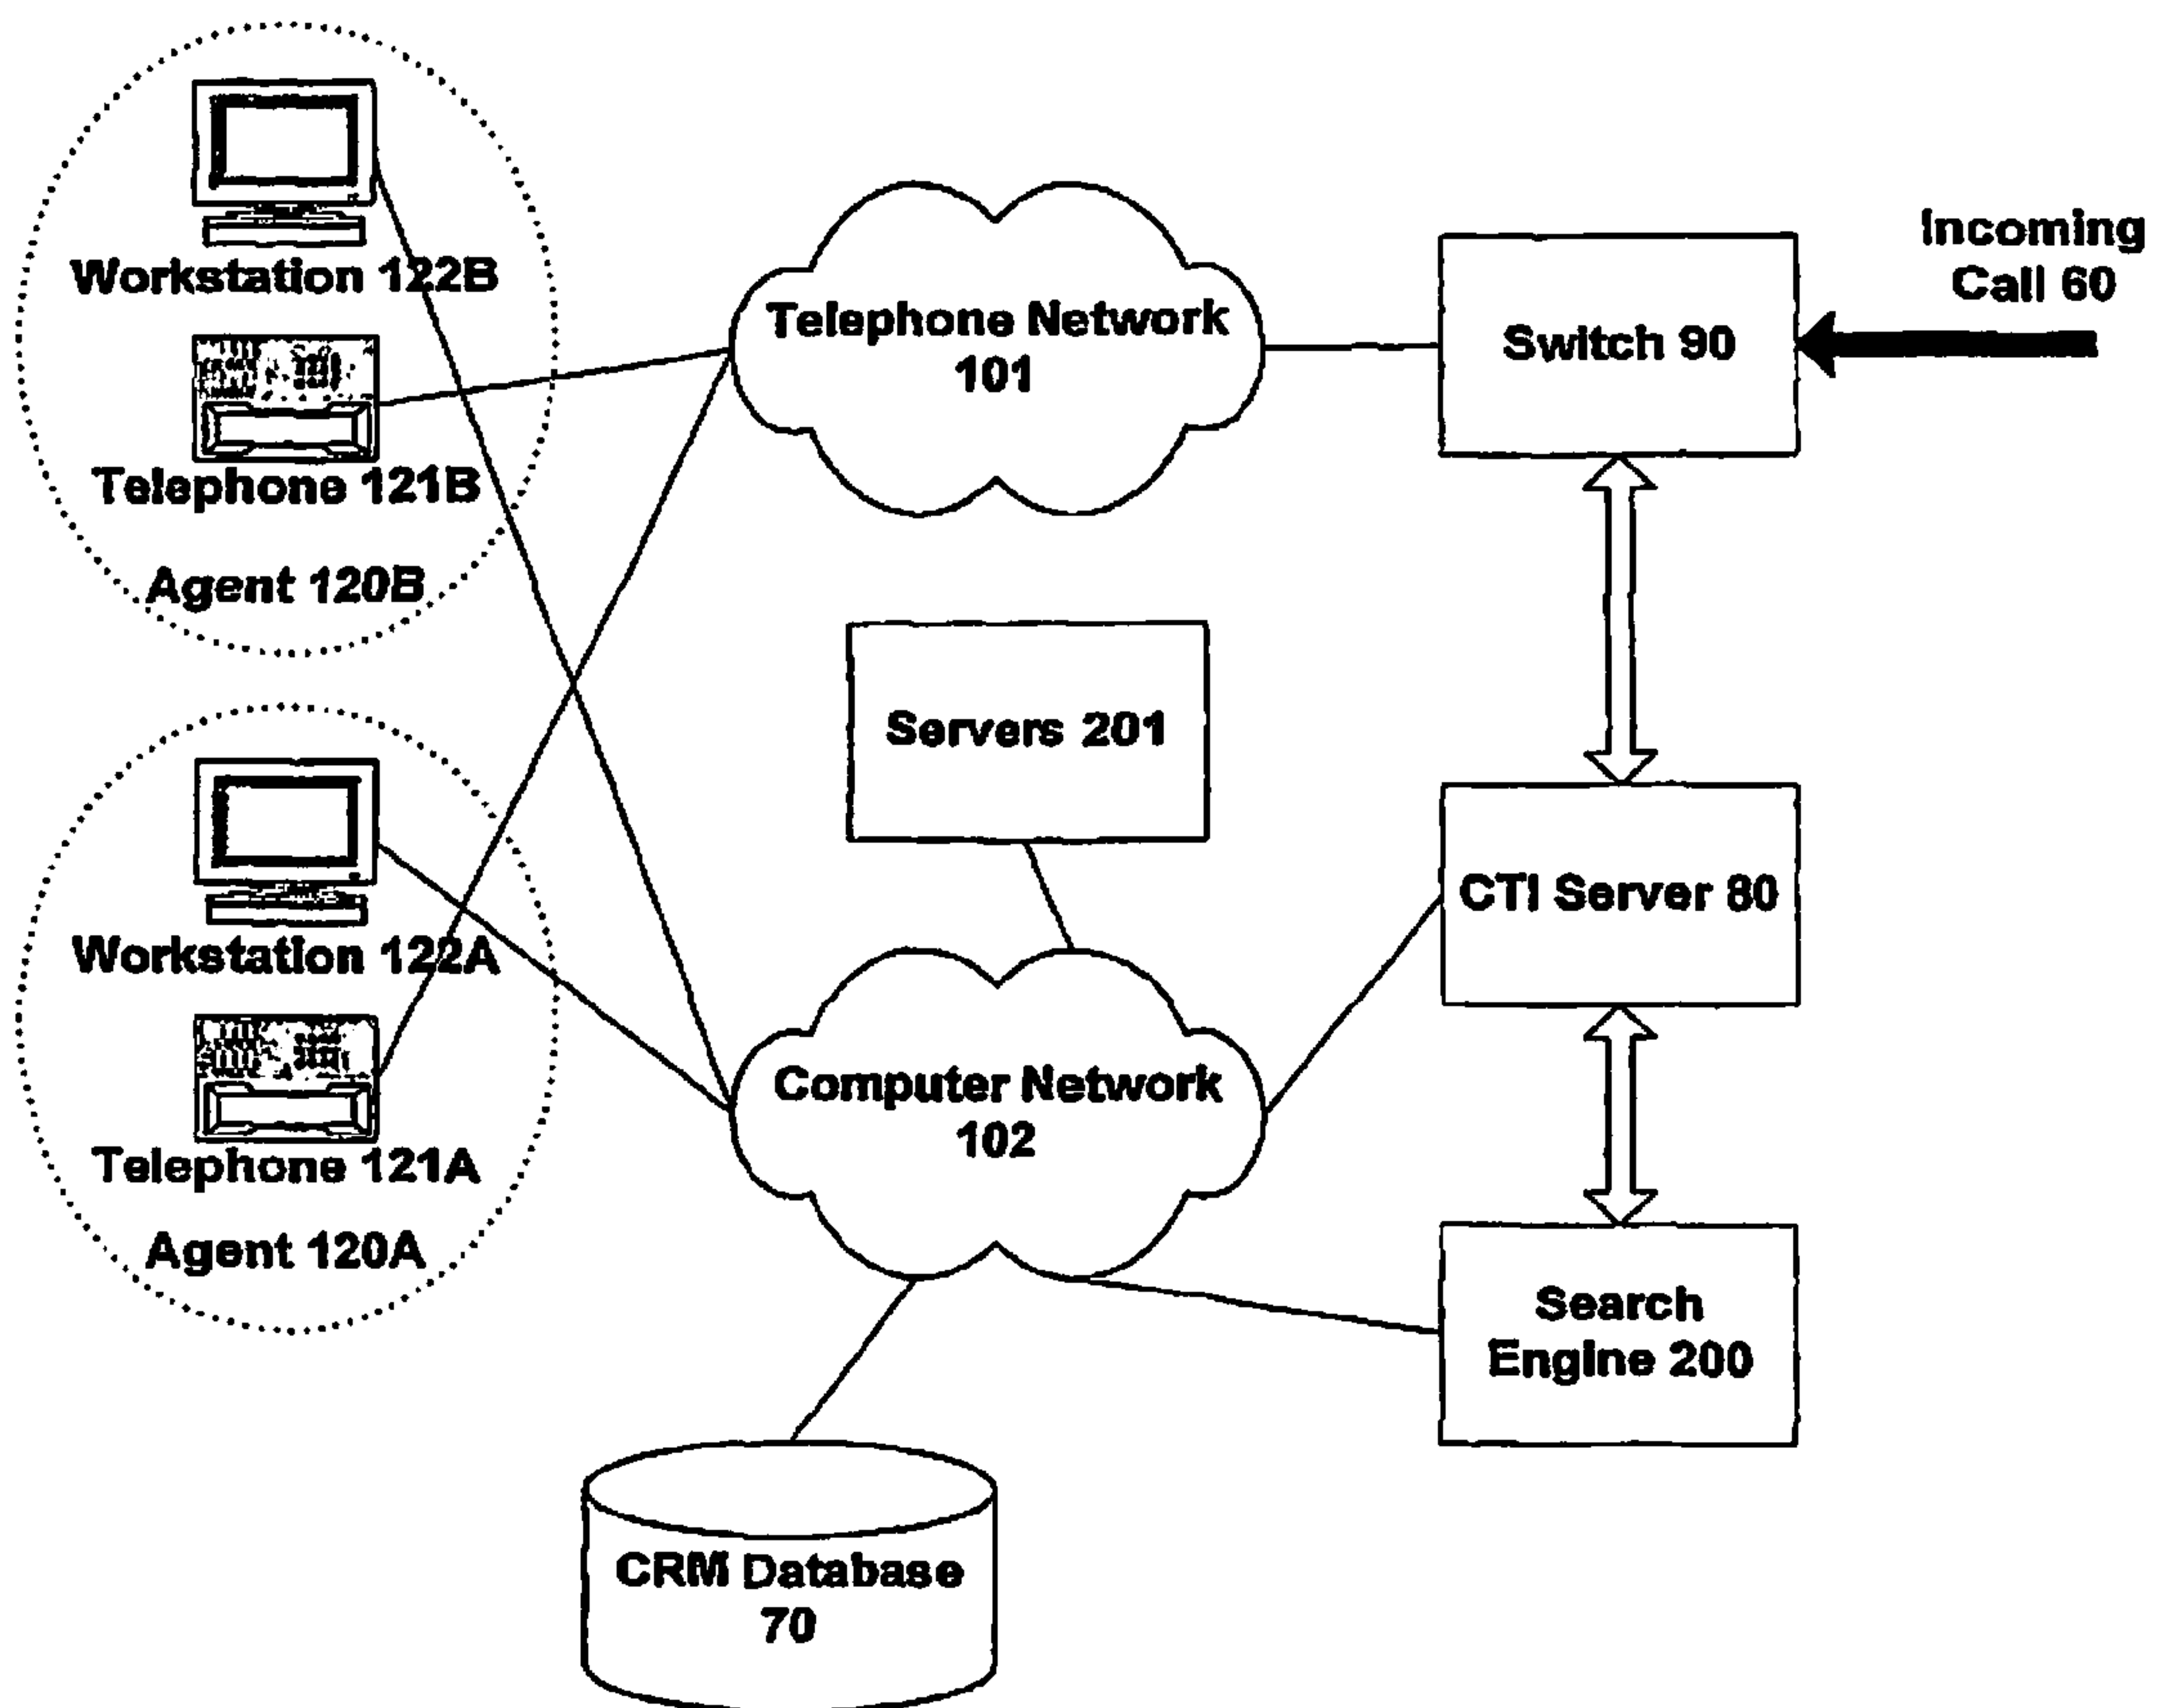 Workstation 122B
Telephone 121B
Agent 120B
Workstation 122A
Telephone 121A
Agent 120A
Telephone Network
101
Servers 201
Computer Network
102
CRM Database
70
Incoming
Call 60
Switch 90
CTI Server 80
Search
Engine 200